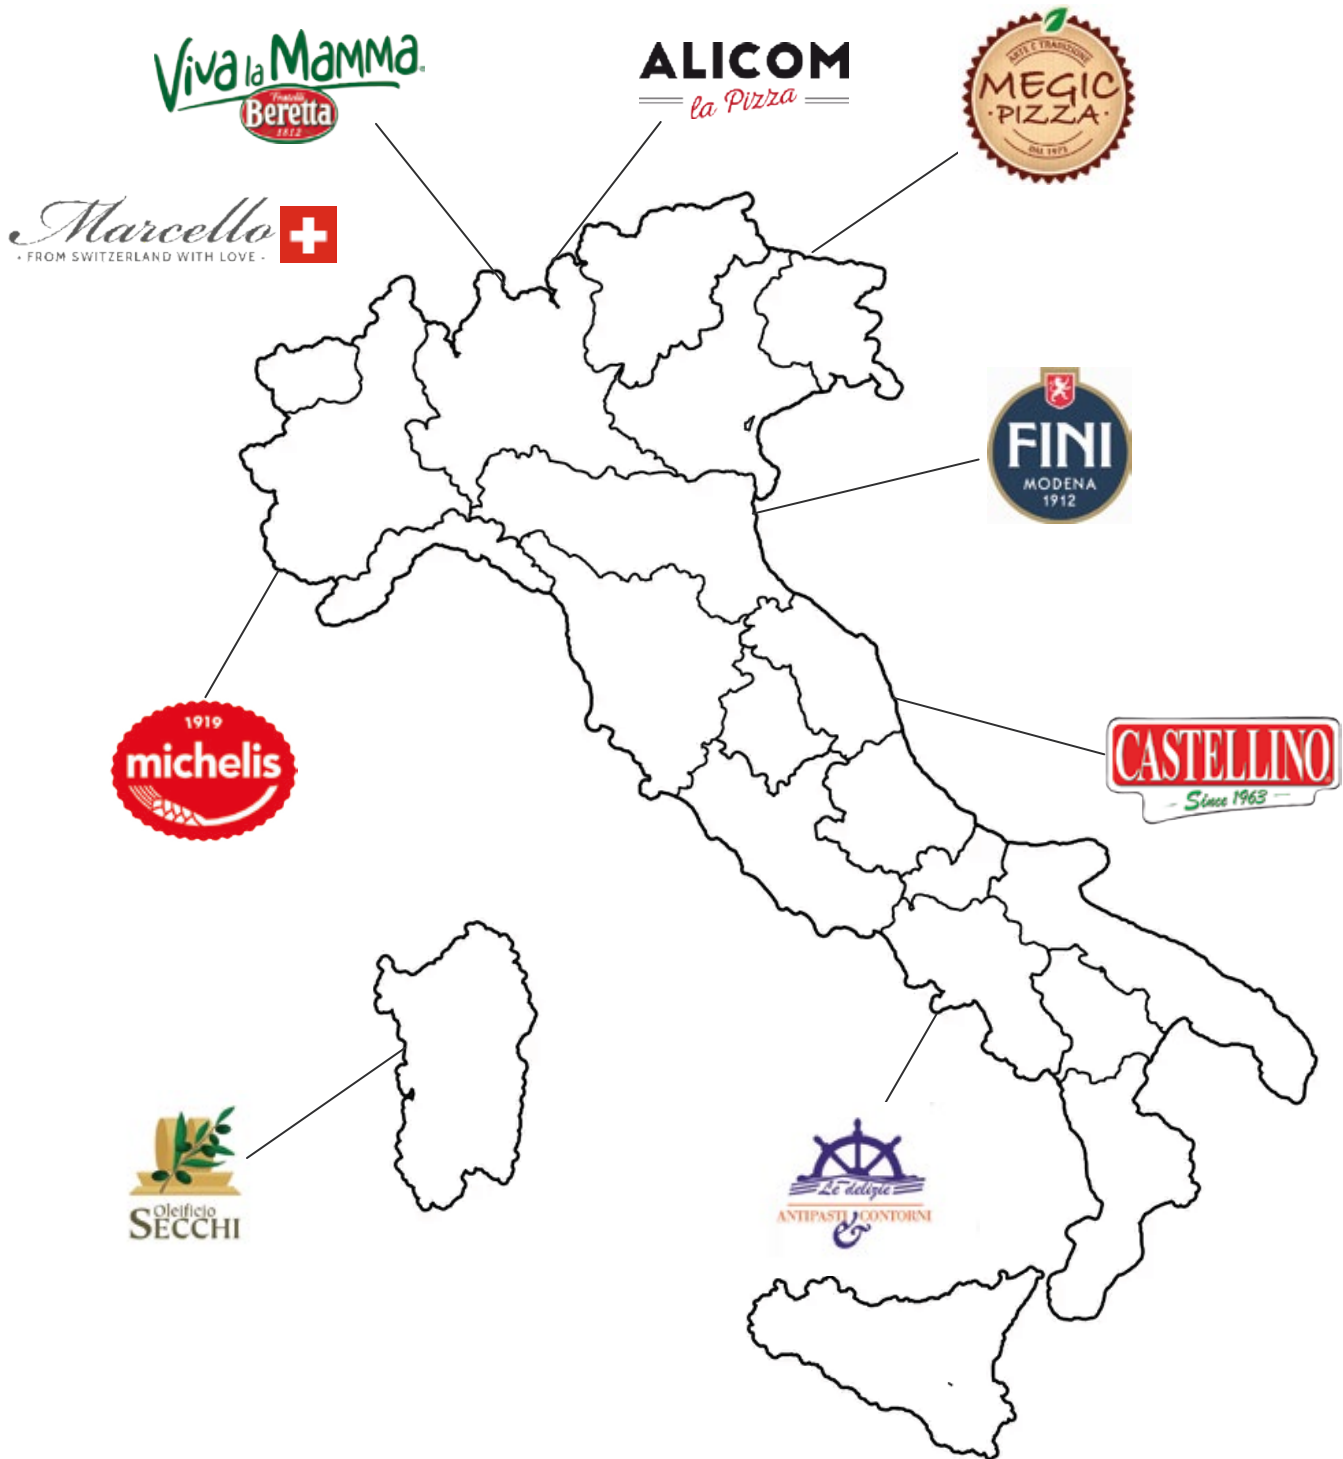 Viva la Mamma
Fratelli
Beretta
1812
ALICOM
la Pizza
ARTE E TRADIZIONE
MEGIC
· PIZZA ·
DAL 1975
Marcello
· FROM SWITZERLAND WITH LOVE ·
FINI
MODENA
1912
1919
michelis
CASTELLINO
Since 1963
Oleificio
SECCHI
Le delizie
ANTIPASTI & CONTORNI